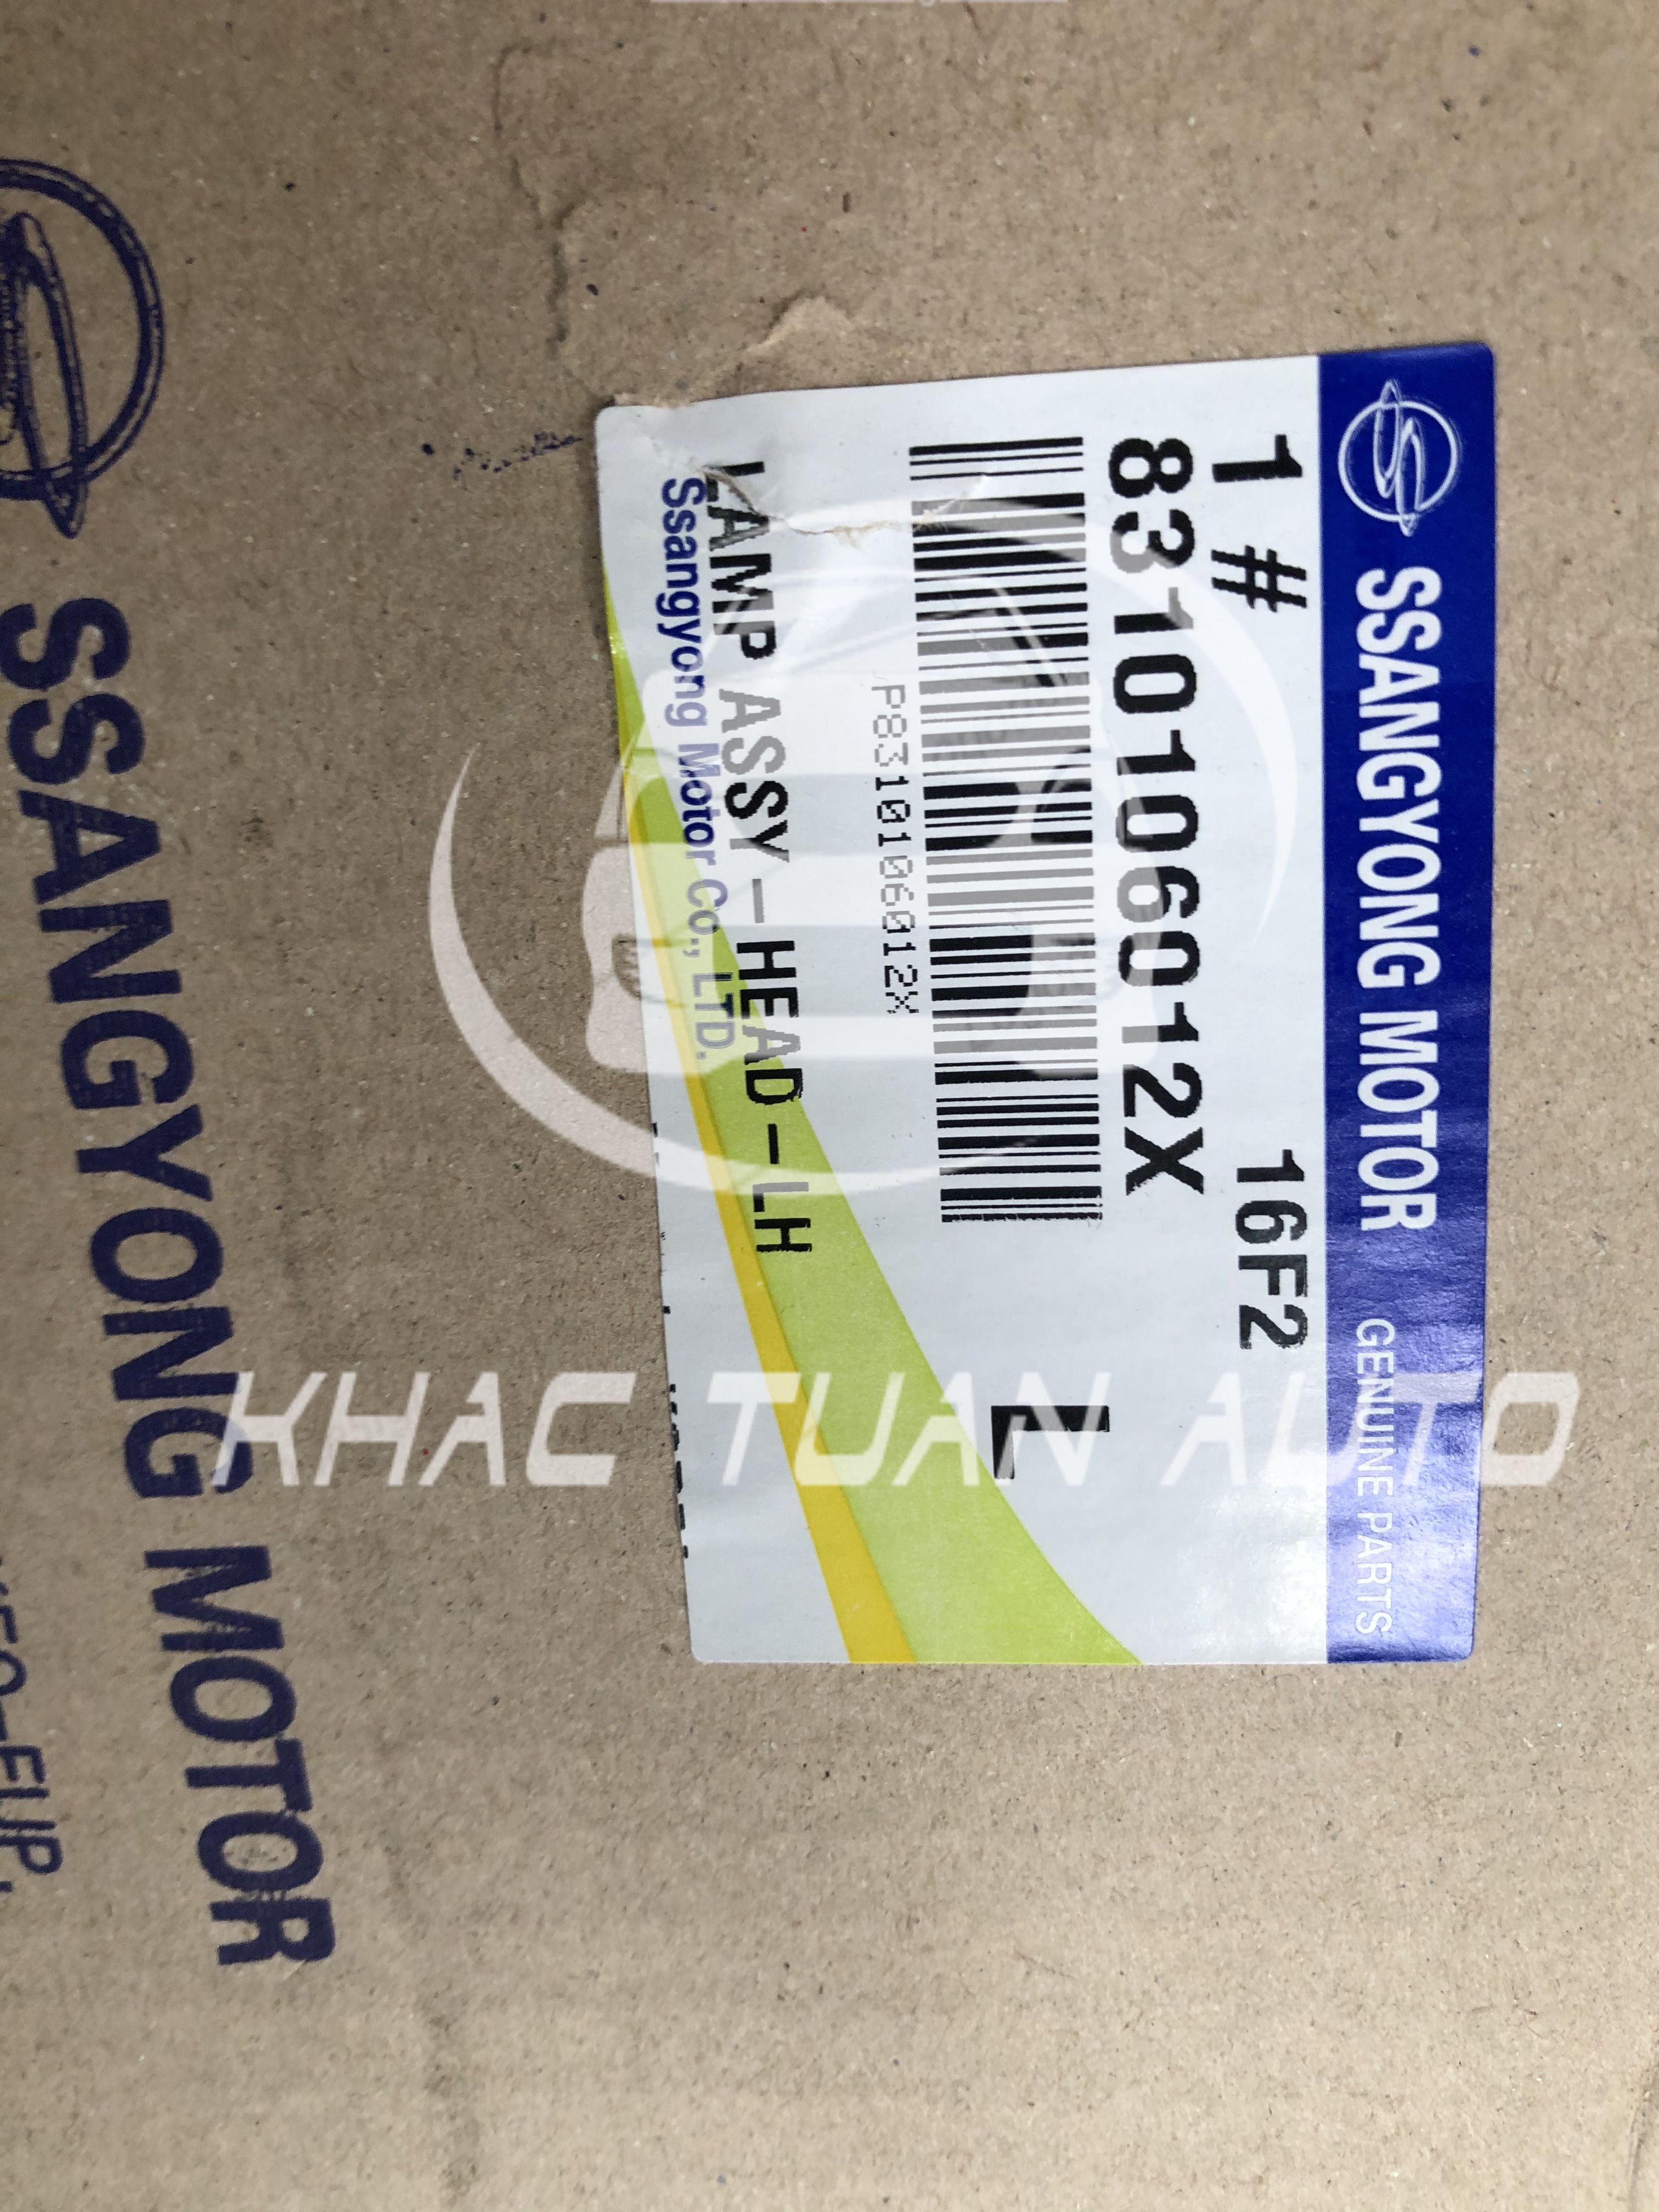 SSANGYONG MOTOR GENUINE PARTS
1# 16F2
8310106012X
P8310106012X
L
LAMP ASSY-HEAD-LH
Ssangyong Motor Co., LTD.
SSANGYONG MOTOR
KHAC TUAN AUTO